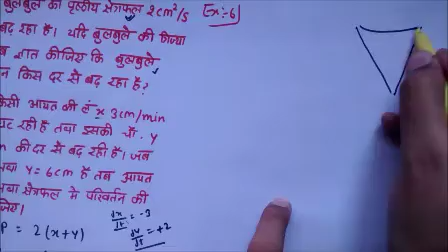 बुलबुले का पृष्ठीय क्षेत्रफल 2cm²/s Ex:-6
बढ़ रहा है। यदि बुलबुले की त्रिज्या
ज्ञात कीजिए कि बुलबुले
किस दर से बढ़ रहा है?
किसी आयत की लं x 3cm/min
घट रही है तथा इसकी चौ. y
की दर से बढ़ रही है। जब
तथा y = 6cm है तब आयत
तथा क्षेत्रफल मे परिवर्तन की
P = 2(x+y) dx/dt = -3
dy/dt = +2